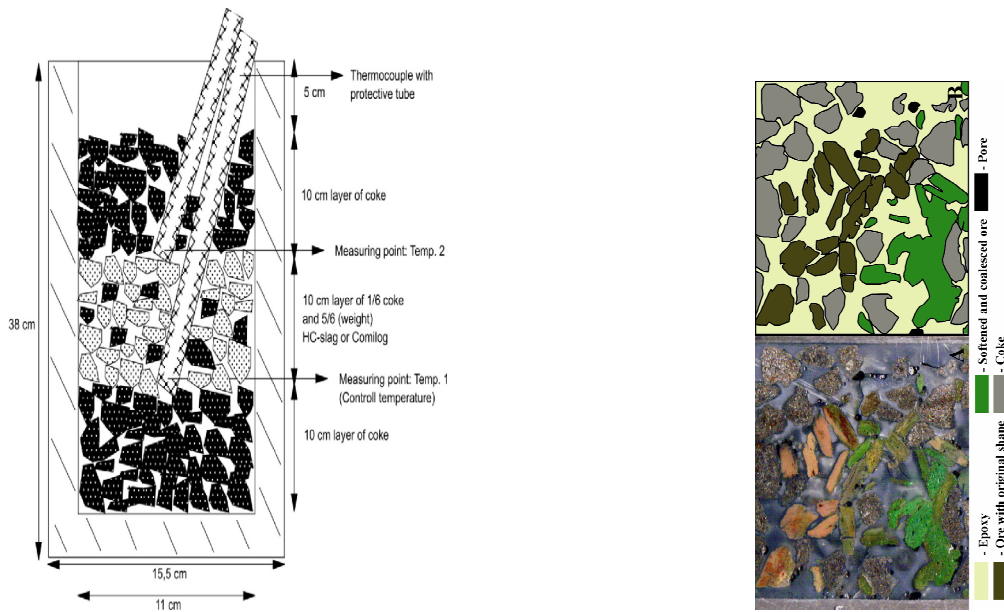 Thermocouple with
protective tube
5 cm
10 cm layer of coke
Measuring point: Temp. 2
10 cm layer of 1/6 coke
and 5/6 (weight)
HC-slag or Comilog
38 cm
Measuring point: Temp. 1
(Controll temperature)
10 cm layer of coke
15,5 cm
11 cm
B
A
- Epoxy
- Ore with original shape
- Softened and coalesced ore
- Coke
- Pore